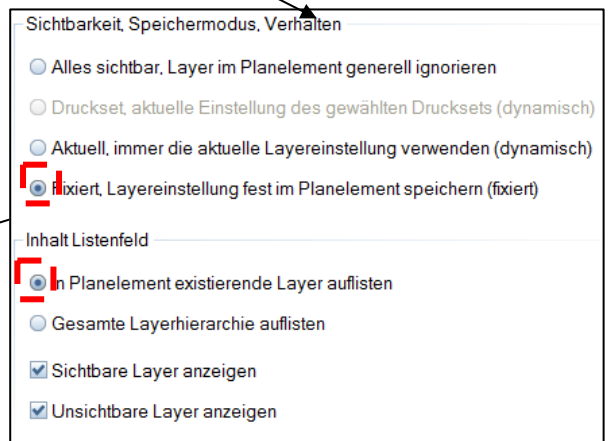 Sichtbarkeit, Speichermodus, Verhalten
Alles sichtbar, Layer im Planelement generell ignorieren
Druckset, aktuelle Einstellung des gewählten Drucksets (dynamisch)
Aktuell, immer die aktuelle Layereinstellung verwenden (dynamisch)
Fixiert, Layereinstellung fest im Planelement speichern (fixiert)
Inhalt Listenfeld
In Planelement existierende Layer auflisten
Gesamte Layerhierarchie auflisten
Sichtbare Layer anzeigen
Unsichtbare Layer anzeigen